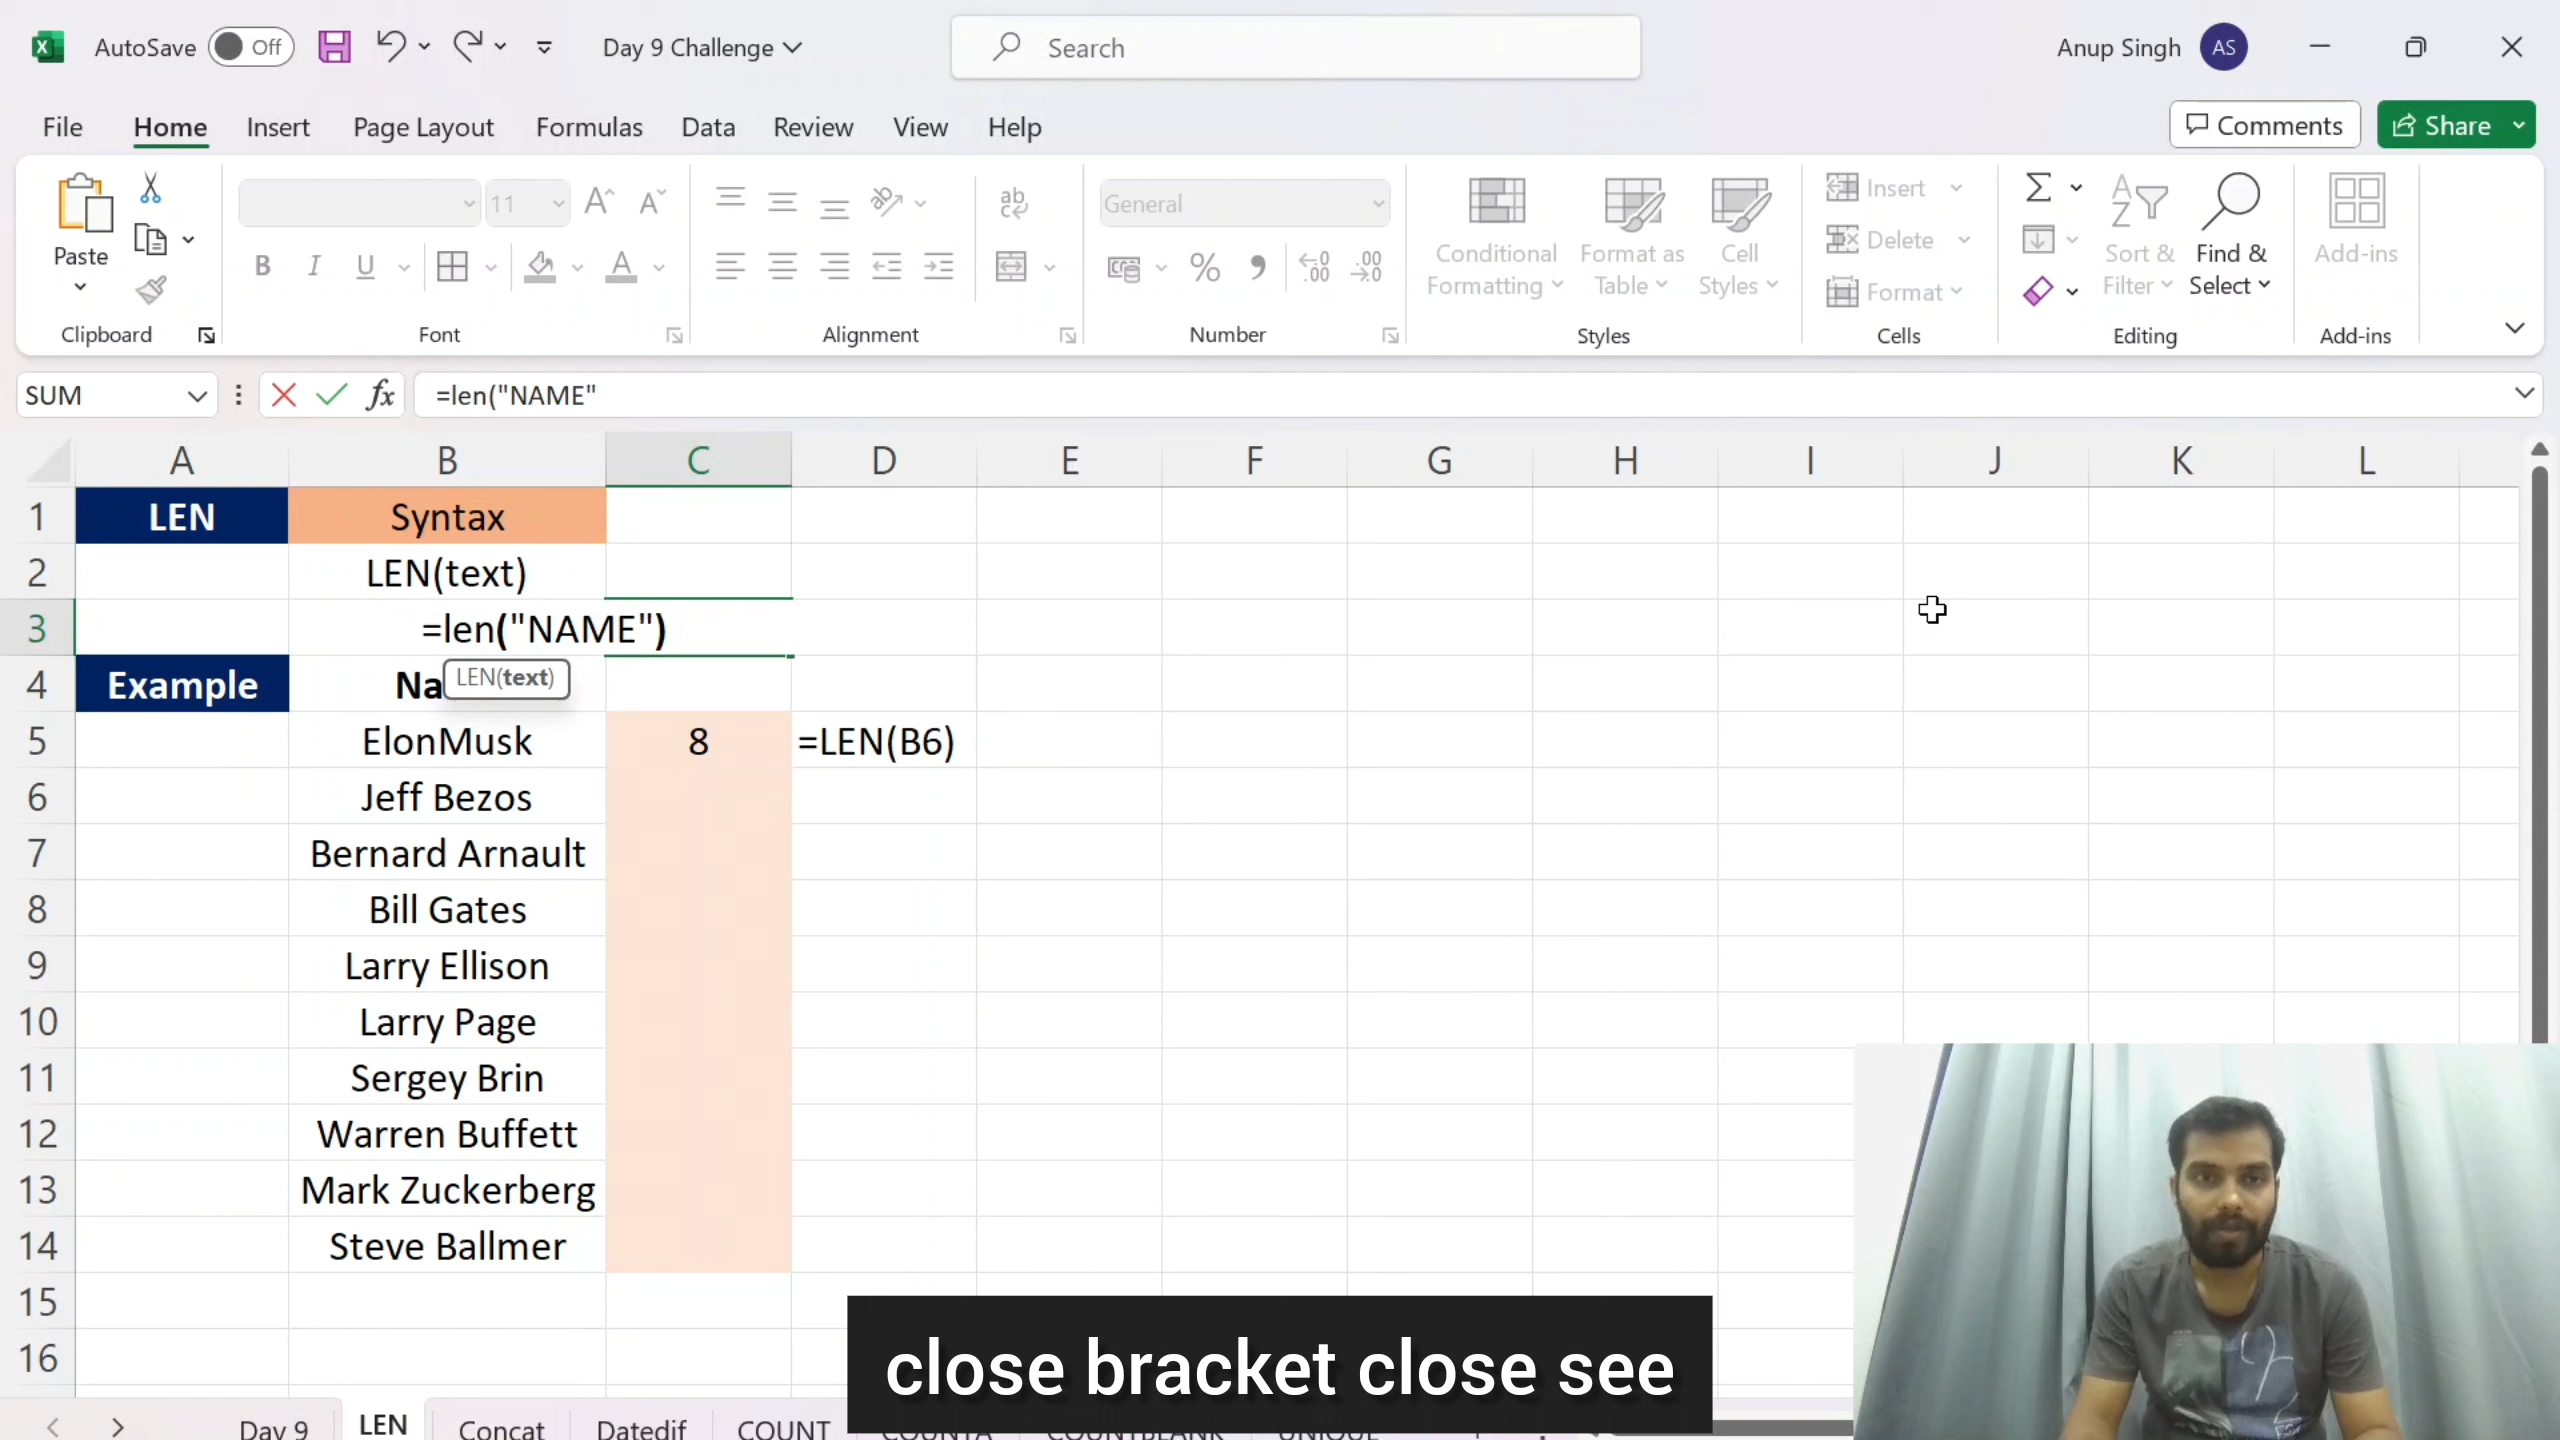 AutoSave Off Day 9 Challenge Search Anup Singh AS
File Home Insert Page Layout Formulas Data Review View Help Comments Share
Paste 11 General Conditional Formatting Format as Table Cell Styles Insert Delete Format Sort & Filter Find & Select Add-ins
Clipboard Font Alignment Number Styles Cells Editing Add-ins
SUM fx =len("NAME"
A B C D E F G H I J K L
1 LEN Syntax
2 LEN(text)
3 =len("NAME")
4 Example Na LEN(text)
5 ElonMusk 8 =LEN(B6)
6 Jeff Bezos
7 Bernard Arnault
8 Bill Gates
9 Larry Ellison
10 Larry Page
11 Sergey Brin
12 Warren Buffett
13 Mark Zuckerberg
14 Steve Ballmer
15
16
close bracket close see
Day 9 LEN Concat Datedif COUNT COUNTA COUNTBLANK UNIQUE